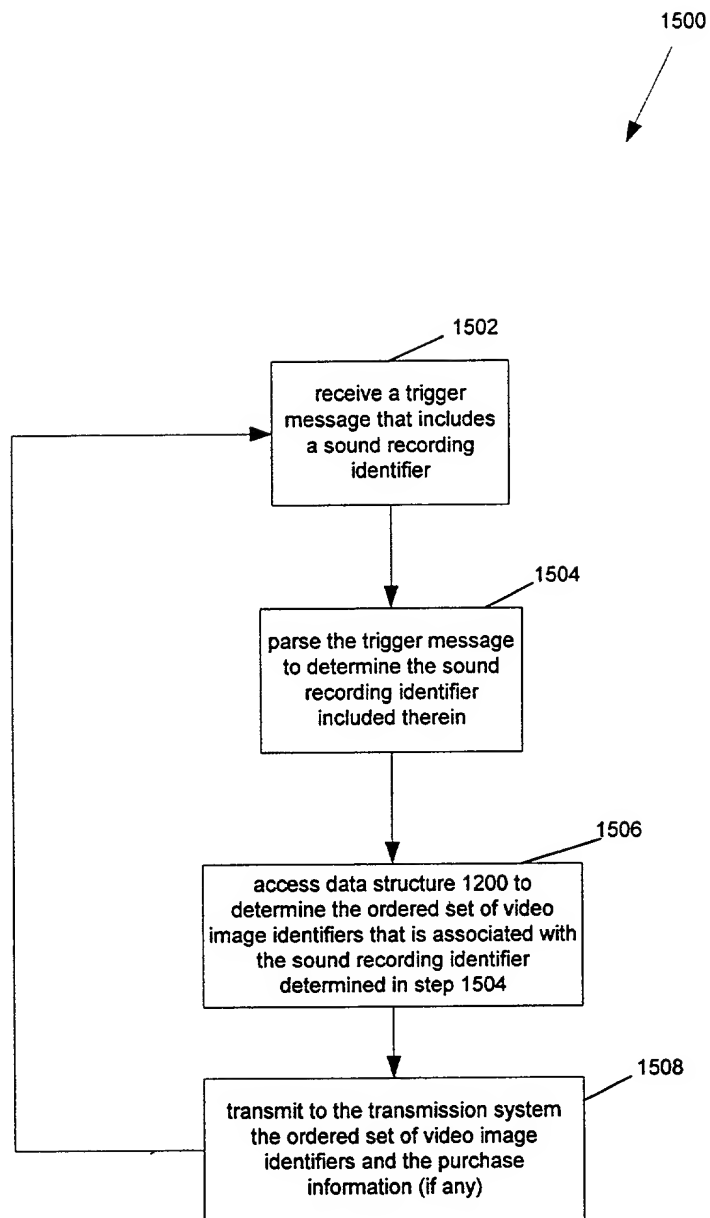 1500
1502
receive a trigger
message that includes
a sound recording
identifier
1504
parse the trigger message
to determine the sound
recording identifier
included therein
1506
access data structure 1200 to
determine the ordered set of video
image identifiers that is associated with
the sound recording identifier
determined in step 1504
1508
transmit to the transmission system
the ordered set of video image
identifiers and the purchase
information (if any)